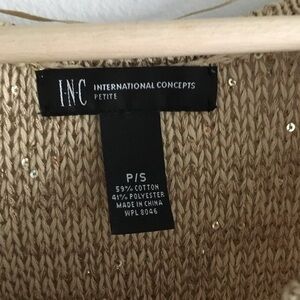 I·N·C INTERNATIONAL CONCEPTS
PETITE
P/S
59% COTTON
41% POLYESTER
MADE IN CHINA
WPL 8046